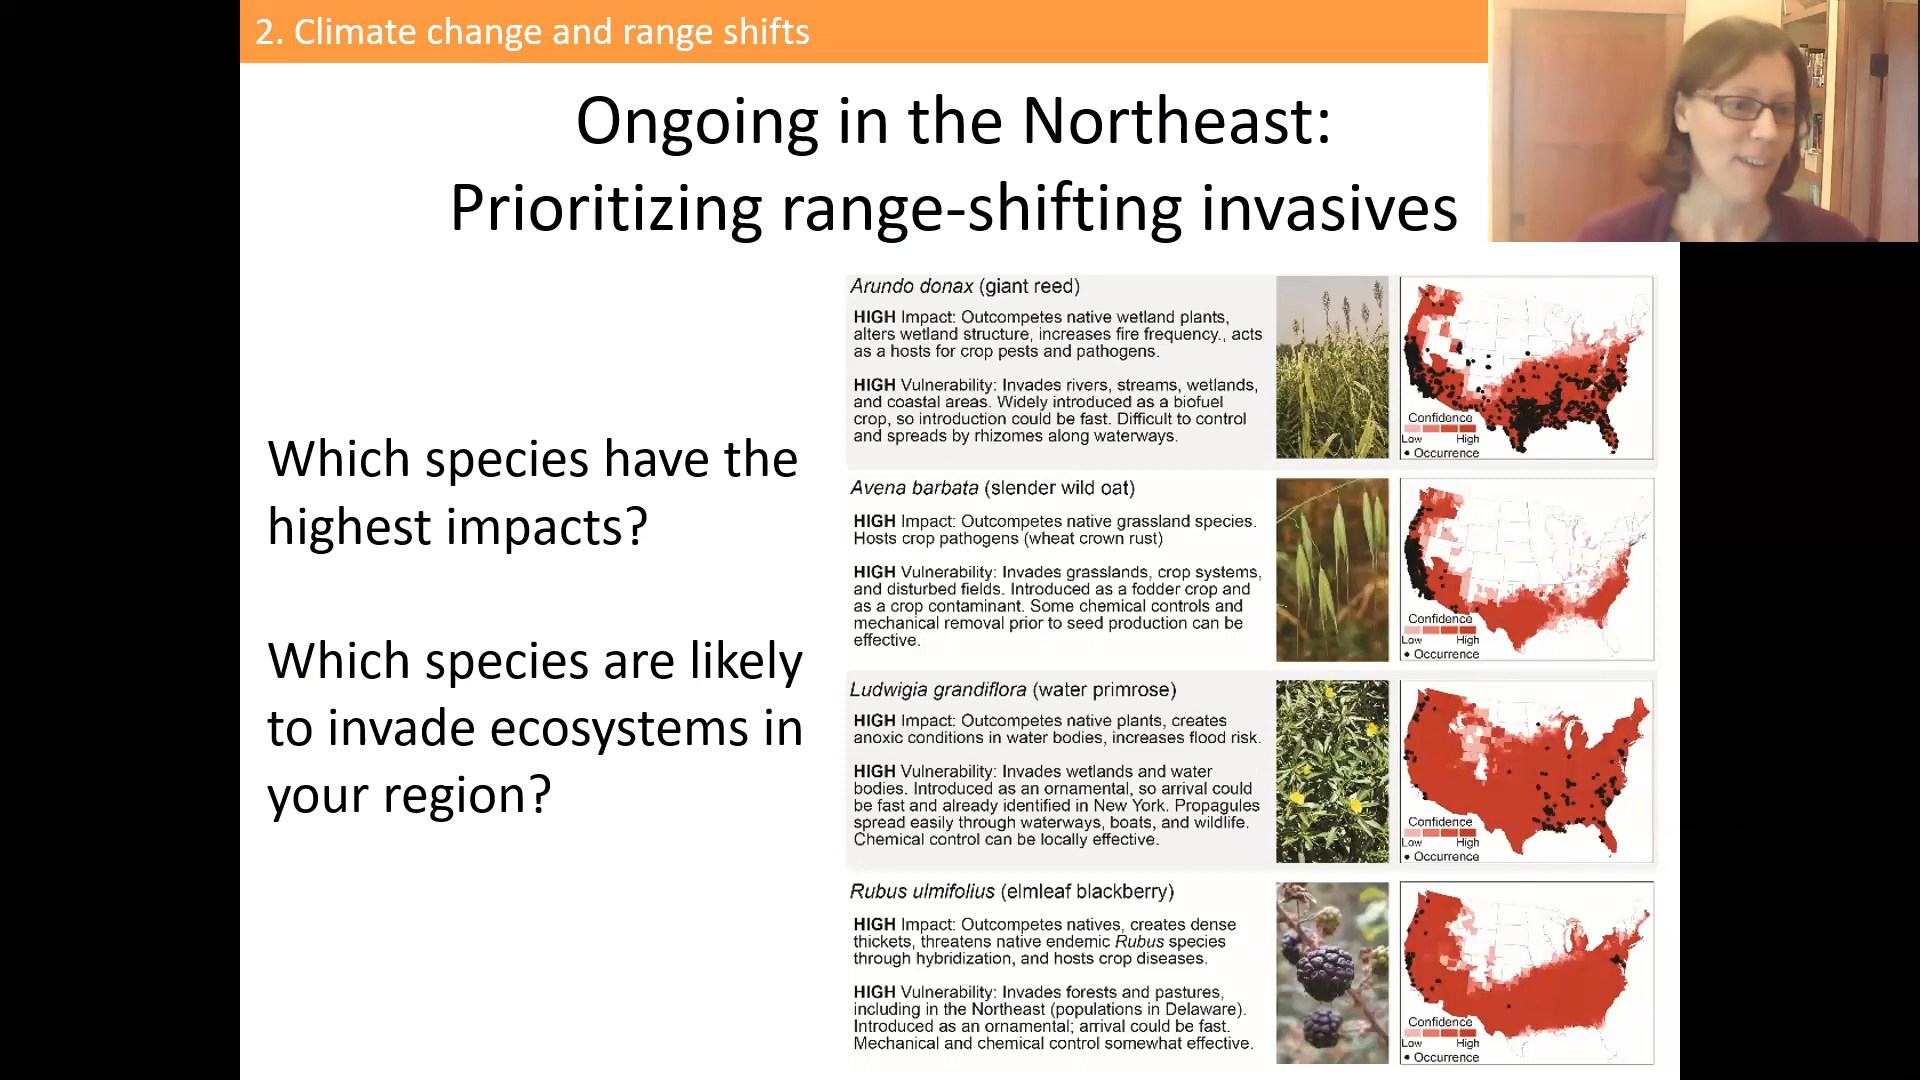 2. Climate change and range shifts
Ongoing in the Northeast:
Prioritizing range-shifting invasives
Which species have the
highest impacts?
Which species are likely
to invade ecosystems in
your region?
Arundo donax (giant reed)
HIGH Impact: Outcompetes native wetland plants,
alters wetland structure, increases fire frequency., acts
as a hosts for crop pests and pathogens.
HIGH Vulnerability: Invades rivers, streams, wetlands,
and coastal areas. Widely introduced as a biofuel
crop, so introduction could be fast. Difficult to control
and spreads by rhizomes along waterways.
Confidence
Low High
• Occurrence
Avena barbata (slender wild oat)
HIGH Impact: Outcompetes native grassland species.
Hosts crop pathogens (wheat crown rust)
HIGH Vulnerability: Invades grasslands, crop systems,
and disturbed fields. Introduced as a fodder crop and
as a crop contaminant. Some chemical controls and
mechanical removal prior to seed production can be
effective.
Confidence
Low High
• Occurrence
Ludwigia grandiflora (water primrose)
HIGH Impact: Outcompetes native plants, creates
anoxic conditions in water bodies, increases flood risk.
HIGH Vulnerability: Invades wetlands and water
bodies. Introduced as an ornamental, so arrival could
be fast and already identified in New York. Propagules
spread easily through waterways, boats, and wildlife.
Chemical control can be locally effective.
Confidence
Low High
• Occurrence
Rubus ulmifolius (elmleaf blackberry)
HIGH Impact: Outcompetes natives, creates dense
thickets, threatens native endemic Rubus species
through hybridization, and hosts crop diseases.
HIGH Vulnerability: Invades forests and pastures,
including in the Northeast (populations in Delaware).
Introduced as an ornamental; arrival could be fast.
Mechanical and chemical control somewhat effective.
Confidence
Low High
• Occurrence